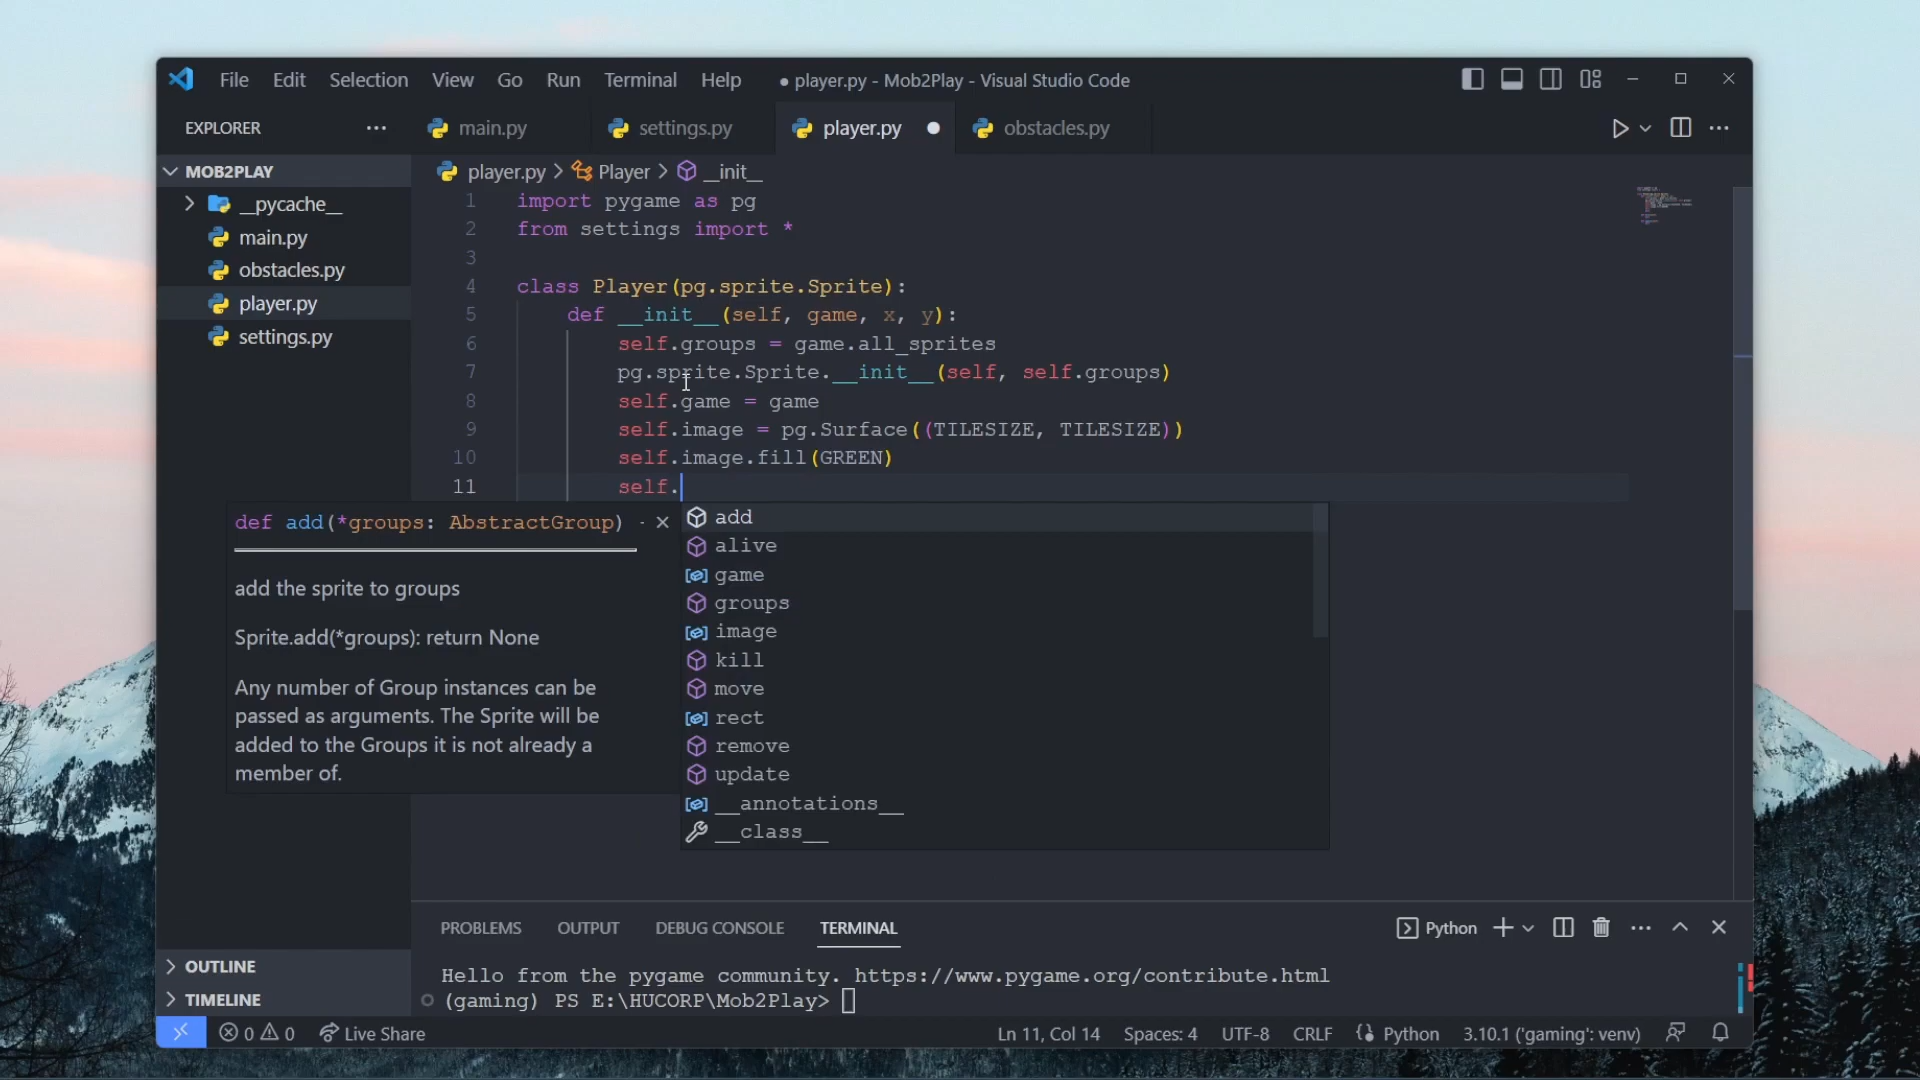 File Edit Selection View Go Run Terminal Help ● player.py - Mob2Play - Visual Studio Code
EXPLORER ... main.py settings.py player.py obstacles.py
MOB2PLAY
__pycache__
main.py
obstacles.py
player.py
settings.py
player.py > Player > __init__
1 import pygame as pg
2 from settings import *
3
4 class Player(pg.sprite.Sprite):
5 def __init__(self, game, x, y):
6 self.groups = game.all_sprites
7 pg.sprite.Sprite.__init__(self, self.groups)
8 self.game = game
9 self.image = pg.Surface((TILESIZE, TILESIZE))
10 self.image.fill(GREEN)
11 self.
def add(*groups: AbstractGroup) -
add the sprite to groups
Sprite.add(*groups): return None
Any number of Group instances can be
passed as arguments. The Sprite will be
added to the Groups it is not already a
member of.
add
alive
game
groups
image
kill
move
rect
remove
update
__annotations__
__class__
OUTLINE
TIMELINE
PROBLEMS OUTPUT DEBUG CONSOLE TERMINAL Python
Hello from the pygame community. https://www.pygame.org/contribute.html
(gaming) PS E:\HUCORP\Mob2Play>
0 0 Live Share Ln 11, Col 14 Spaces: 4 UTF-8 CRLF Python 3.10.1 ('gaming': venv)